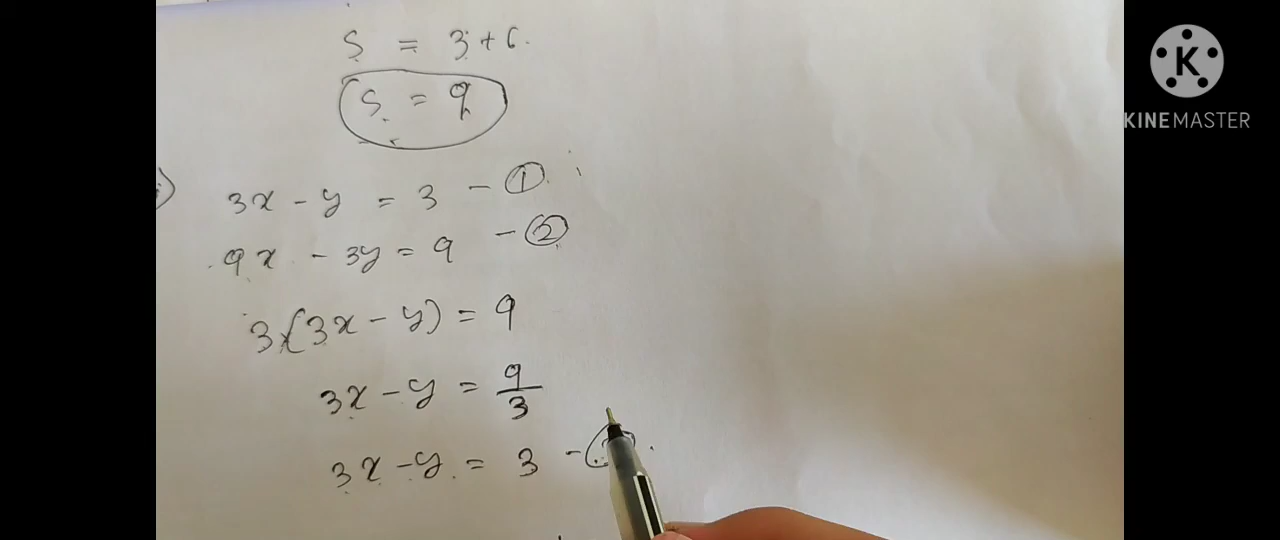 S = 3+6.
S = 9
3x - y = 3 - ①
9x - 3y = 9 - ②
3(3x - y) = 9
3x - y = 9/3
3x - y = 3 -
K
KINEMASTER